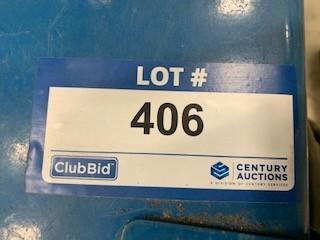 LOT #
406
ClubBid
CENTURY
AUCTIONS
A DIVISION OF CENTURY SERVICES